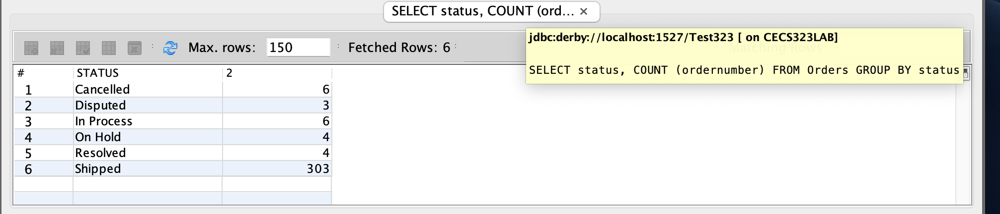 SELECT status, COUNT (ord... ×
Max. rows: 150 Fetched Rows: 6 Matching Rows:
jdbc:derby://localhost:1527/Test323 [ on CECS323LAB]
SELECT status, COUNT (ordernumber) FROM Orders GROUP BY status
# STATUS 2
1 Cancelled 6
2 Disputed 3
3 In Process 6
4 On Hold 4
5 Resolved 4
6 Shipped 303